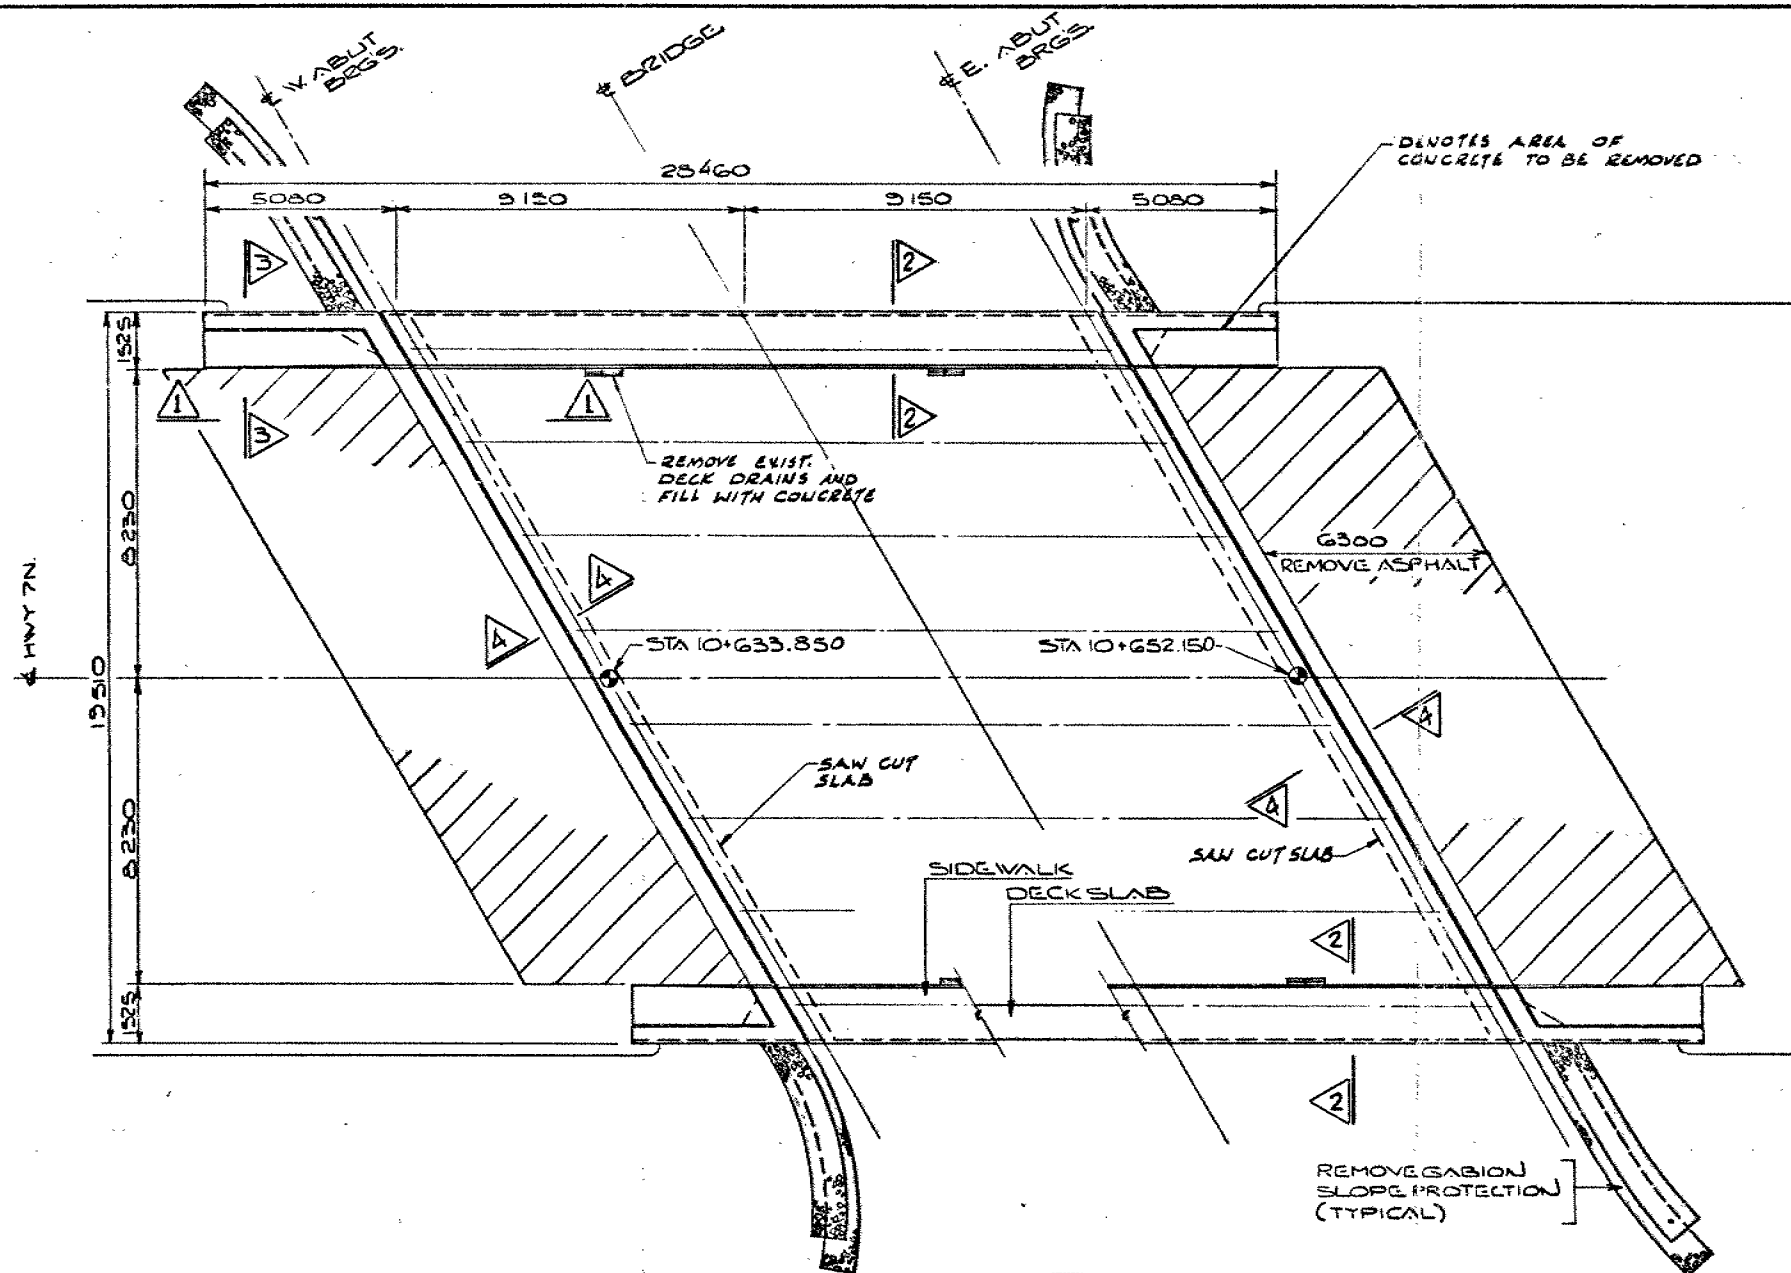 ℄ W. ABUT
BRG'S.
℄ BRIDGE
℄ E. ABUT
BRG'S
DENOTES AREA OF
CONCRETE TO BE REMOVED
28460
5080
9150
9150
5080
3
2
1525
1
3
1
2
REMOVE EXIST.
DECK DRAINS AND
FILL WITH CONCRETE
8230
6300
REMOVE ASPHALT
4
4
℄ HWY 7N.
STA 10+633.850
STA 10+652.150
19510
4
SAW CUT
SLAB
4
8230
SAW CUT SLAB
SIDEWALK
DECK SLAB
2
1525
2
REMOVE GABION
SLOPE PROTECTION
(TYPICAL)